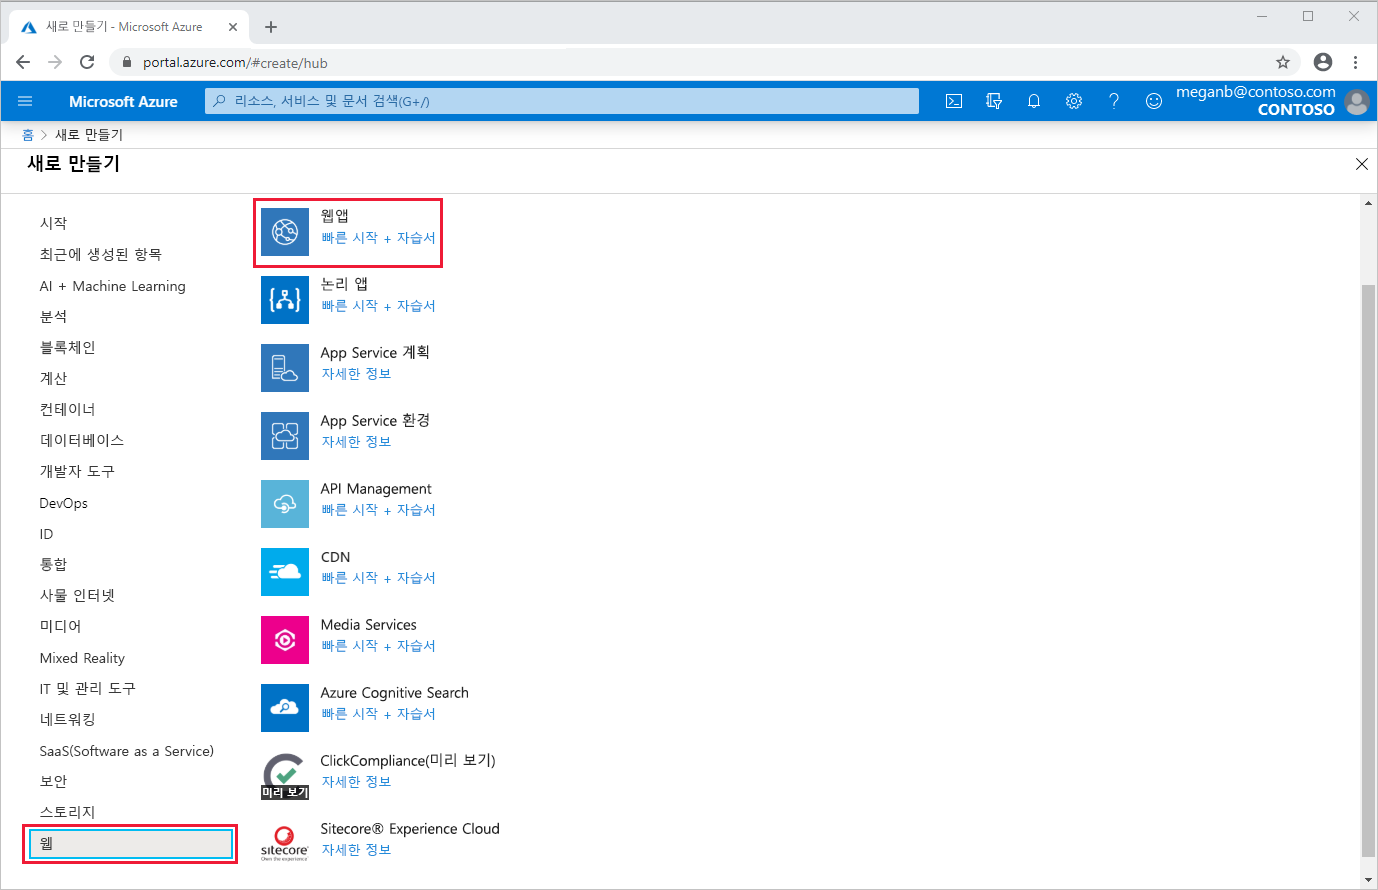 새로 만들기 - Microsoft Azure
portal.azure.com/#create/hub
Microsoft Azure
리소스, 서비스 및 문서 검색(G+/)
meganb@contoso.com
CONTOSO
홈 > 새로 만들기
새로 만들기
시작
최근에 생성된 항목
AI + Machine Learning
분석
블록체인
계산
컨테이너
데이터베이스
개발자 도구
DevOps
ID
통합
사물 인터넷
미디어
Mixed Reality
IT 및 관리 도구
네트워킹
SaaS(Software as a Service)
보안
스토리지
웹
웹앱
빠른 시작 + 자습서
논리 앱
빠른 시작 + 자습서
App Service 계획
자세한 정보
App Service 환경
자세한 정보
API Management
빠른 시작 + 자습서
CDN
빠른 시작 + 자습서
Media Services
빠른 시작 + 자습서
Azure Cognitive Search
빠른 시작 + 자습서
미리 보기
ClickCompliance(미리 보기)
자세한 정보
sitecore
Own the experience
Sitecore® Experience Cloud
자세한 정보